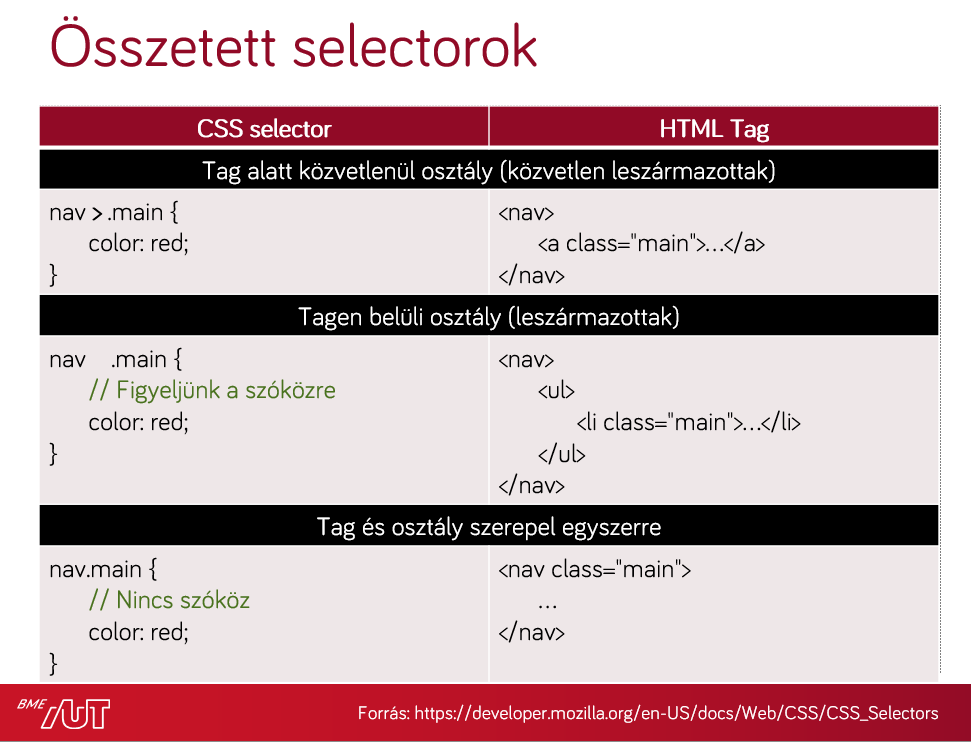 Összetett selectorok
CSS selector
HTML Tag
Tag alatt közvetlenül osztály (közvetlen leszármazottak)
nav > .main {
color: red;
}
<nav>
<a class="main">...</a>
</nav>
Tagen belüli osztály (leszármazottak)
nav .main {
// Figyeljünk a szóközre
color: red;
}
<nav>
<ul>
<li class="main">...</li>
</ul>
</nav>
Tag és osztály szerepel egyszerre
nav.main {
// Nincs szóköz
color: red;
}
<nav class="main">
...
</nav>
BME AUT
Forrás: https://developer.mozilla.org/en-US/docs/Web/CSS/CSS_Selectors